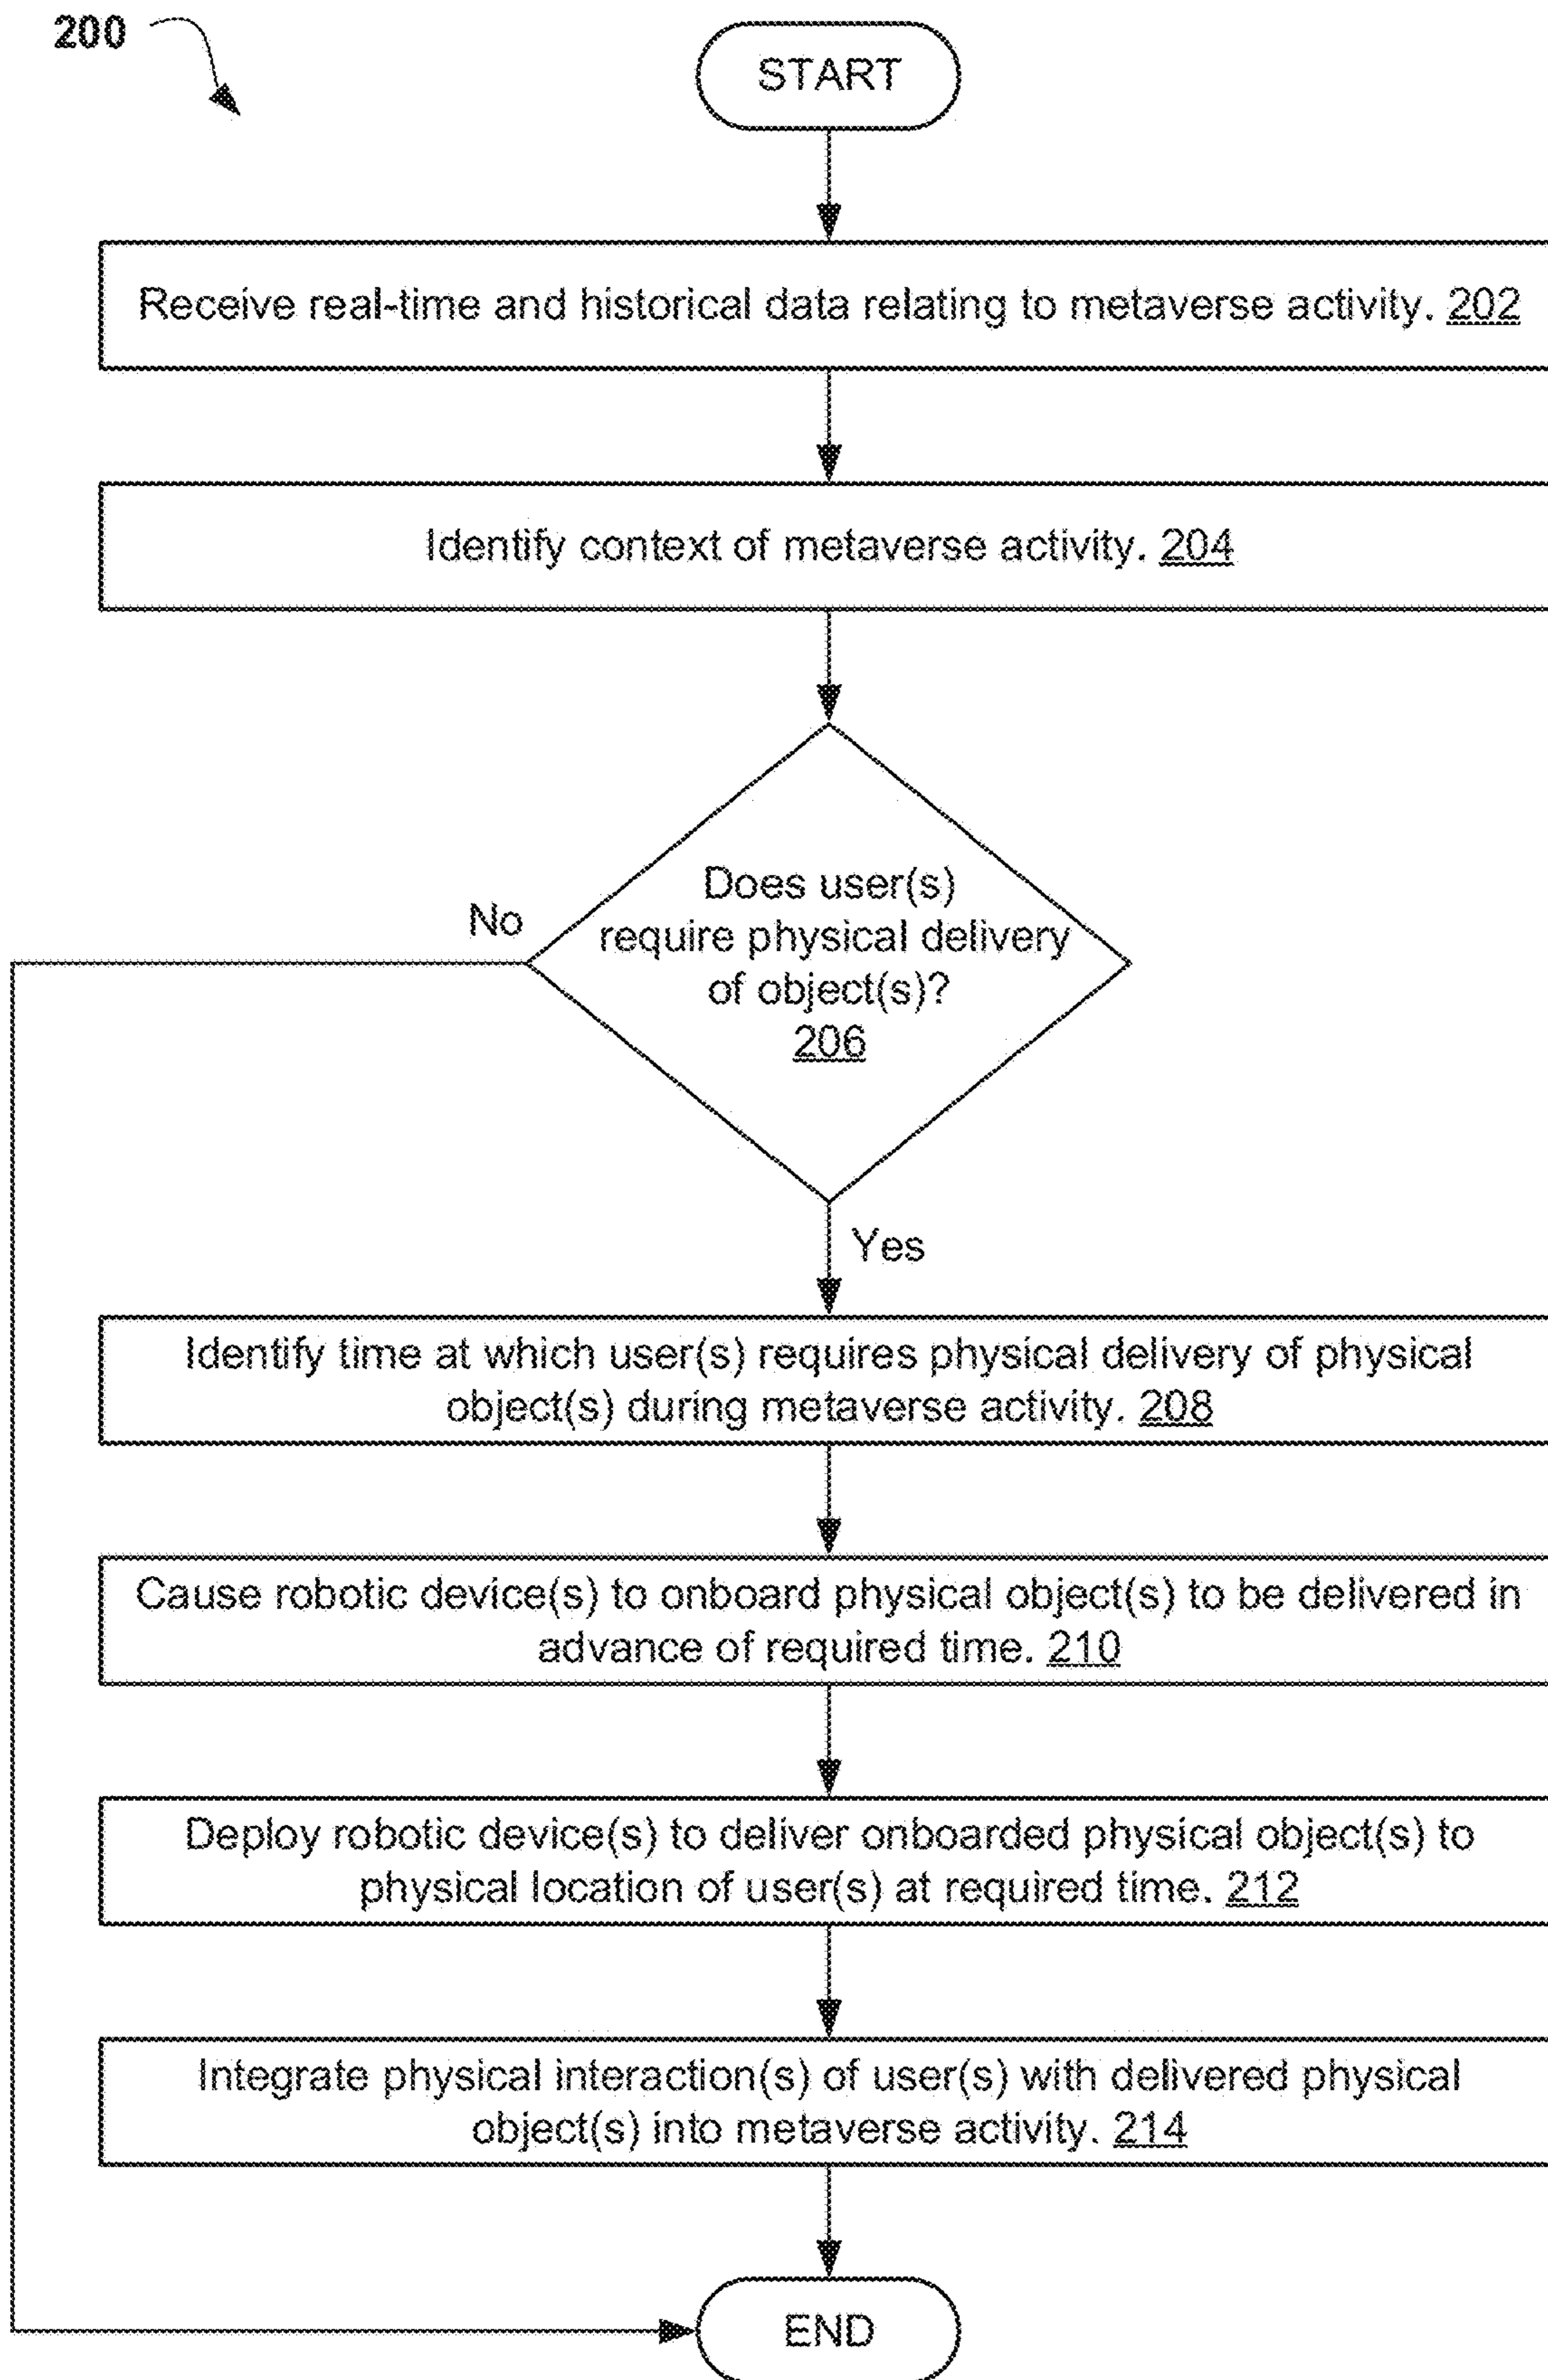 200
START
Receive real-time and historical data relating to metaverse activity. 202
Identify context of metaverse activity. 204
Does user(s)
require physical delivery
of object(s)?
206
No
Yes
Identify time at which user(s) requires physical delivery of physical
object(s) during metaverse activity. 208
Cause robotic device(s) to onboard physical object(s) to be delivered in
advance of required time. 210
Deploy robotic device(s) to deliver onboarded physical object(s) to
physical location of user(s) at required time. 212
Integrate physical interaction(s) of user(s) with delivered physical
object(s) into metaverse activity. 214
END